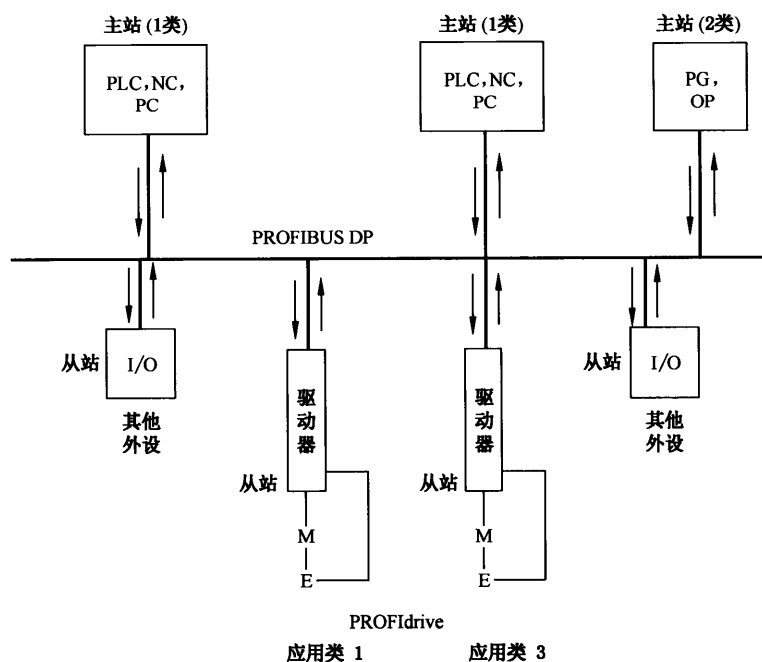 主站 (1类)
主站 (1类)
主站 (2类)
PLC,NC,
PC
PLC,NC,
PC
PG,
OP
PROFIBUS DP
从站
I/O
其他
外设
驱动器
从站
M
E
驱动器
从站
M
E
从站
I/O
其他
外设
PROFIdrive
应用类 1
应用类 3